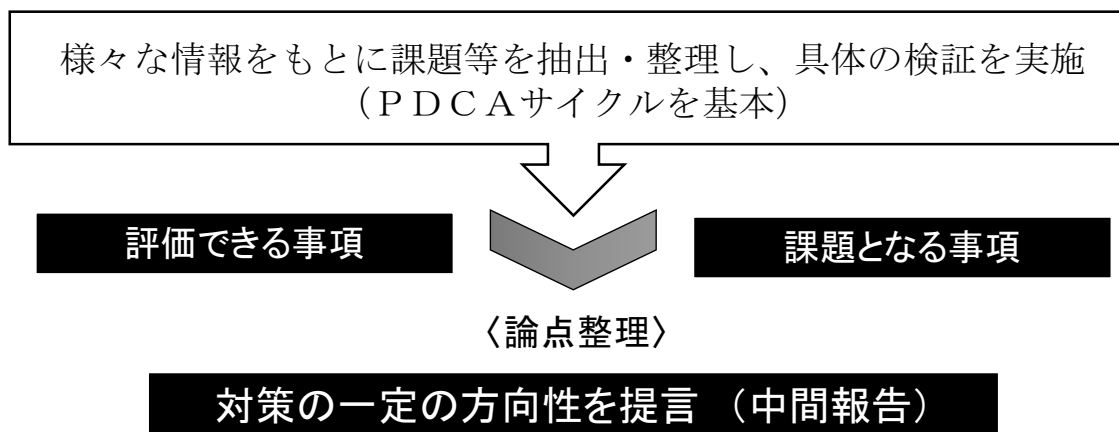 様々な情報をもとに課題等を抽出・整理し、具体の検証を実施
（ＰＤＣＡサイクルを基本）
評価できる事項
課題となる事項
〈論点整理〉
対策の一定の方向性を提言 （中間報告）